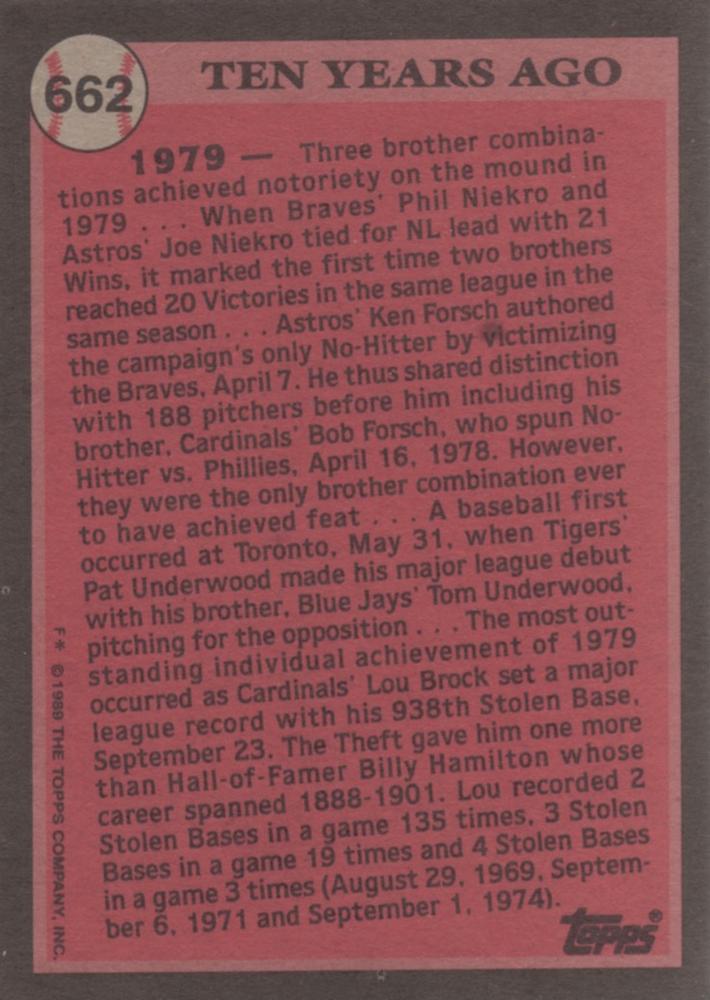 662
TEN YEARS AGO
1979 — Three brother combina-
tions achieved notoriety on the mound in
1979 . . . When Braves' Phil Niekro and
Astros' Joe Niekro tied for NL lead with 21
Wins, it marked the first time two brothers
reached 20 Victories in the same league in the
same season . . . Astros' Ken Forsch authored
the campaign's only No-Hitter by victimizing
the Braves, April 7. He thus shared distinction
with 188 pitchers before him including his
brother, Cardinals' Bob Forsch, who spun No-
Hitter vs. Phillies, April 16, 1978. However,
they were the only brother combination ever
to have achieved feat . . . A baseball first
occurred at Toronto, May 31, when Tigers'
Pat Underwood made his major league debut
with his brother, Blue Jays' Tom Underwood,
pitching for the opposition . . . The most out-
standing individual achievement of 1979
occurred as Cardinals' Lou Brock set a major
league record with his 938th Stolen Base,
September 23. The Theft gave him one more
than Hall-of-Famer Billy Hamilton whose
career spanned 1888-1901. Lou recorded 2
Stolen Bases in a game 135 times, 3 Stolen
Bases in a game 19 times and 4 Stolen Bases
in a game 3 times (August 29, 1969, Septem-
ber 6, 1971 and September 1, 1974).
F* © 1989 THE TOPPS COMPANY, INC.
Topps®